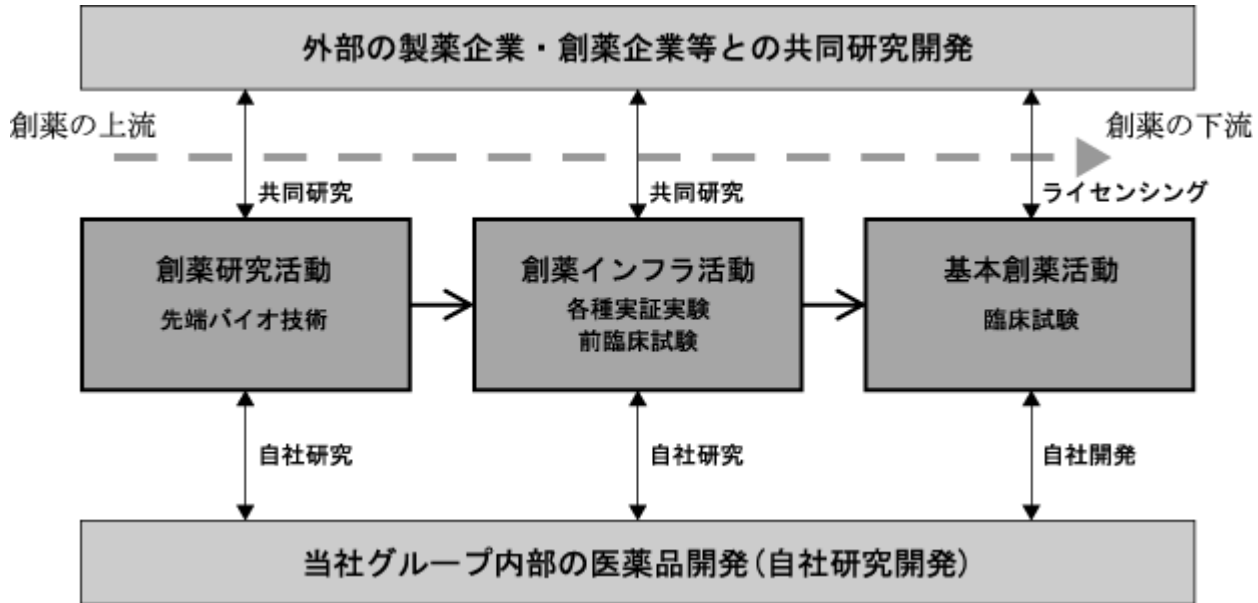 外部の製薬企業・創薬企業等との共同研究開発
創薬の上流
創薬の下流
共同研究
共同研究
ライセンシング
創薬研究活動
先端バイオ技術
創薬インフラ活動
各種実証実験
前臨床試験
基本創薬活動
臨床試験
自社研究
自社研究
自社開発
当社グループ内部の医薬品開発(自社研究開発)